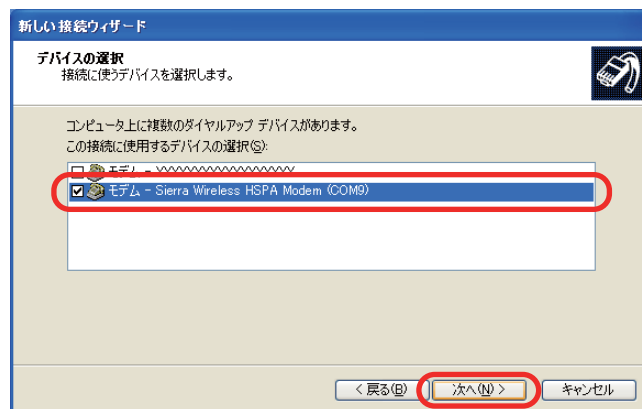 新しい接続ウィザード
デバイスの選択
接続に使うデバイスを選択します。
コンピュータ上に複数のダイヤルアップ デバイスがあります。
この接続に使用するデバイスの選択(S):
モデム - XXXXXXXXXXXXXXXXXX
モデム - Sierra Wireless HSPA Modem (COM9)
< 戻る(B)
次へ(N) >
キャンセル